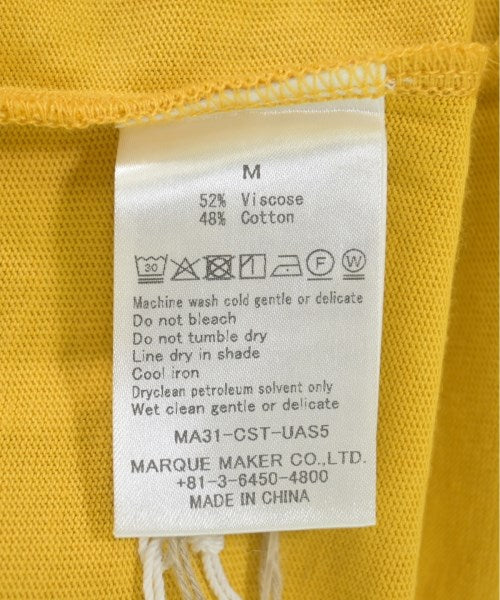 M
52% Viscose
48% Cotton
30 F W
Machine wash cold gentle or delicate
Do not bleach
Do not tumble dry
Line dry in shade
Cool iron
Dryclean petroleum solvent only
Wet clean gentle or delicate
MA31-CST-UAS5
MARQUE MAKER CO.,LTD.
+81-3-6450-4800
MADE IN CHINA